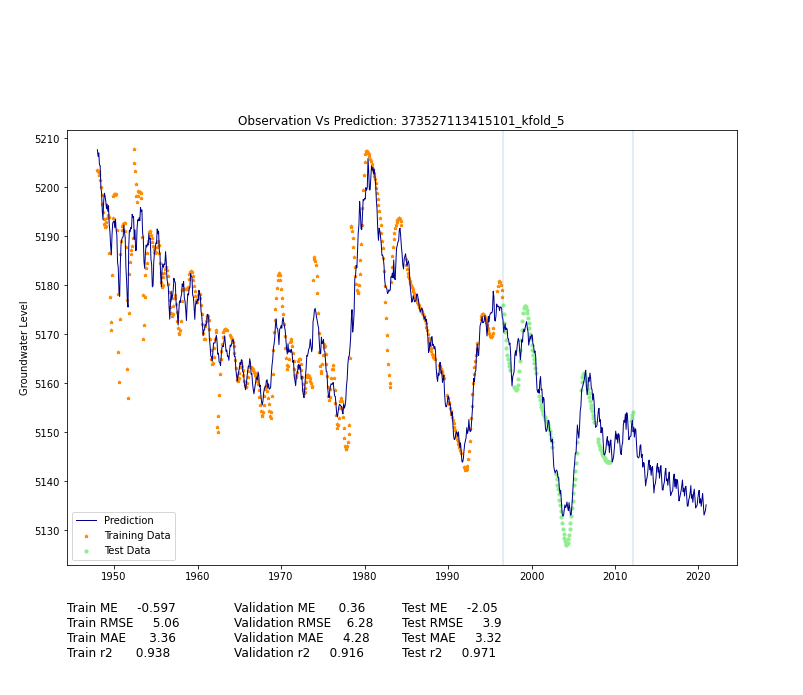 Observation Vs Prediction: 373527113415101_kfold_5
5210
5200
5190
5180
5170
5160
5150
5140
5130
Groundwater Level
Prediction
Training Data
Test Data
1950 1960 1970 1980 1990 2000 2010 2020
Train ME -0.597 Validation ME 0.36 Test ME -2.05
Train RMSE 5.06 Validation RMSE 6.28 Test RMSE 3.9
Train MAE 3.36 Validation MAE 4.28 Test MAE 3.32
Train r2 0.938 Validation r2 0.916 Test r2 0.971